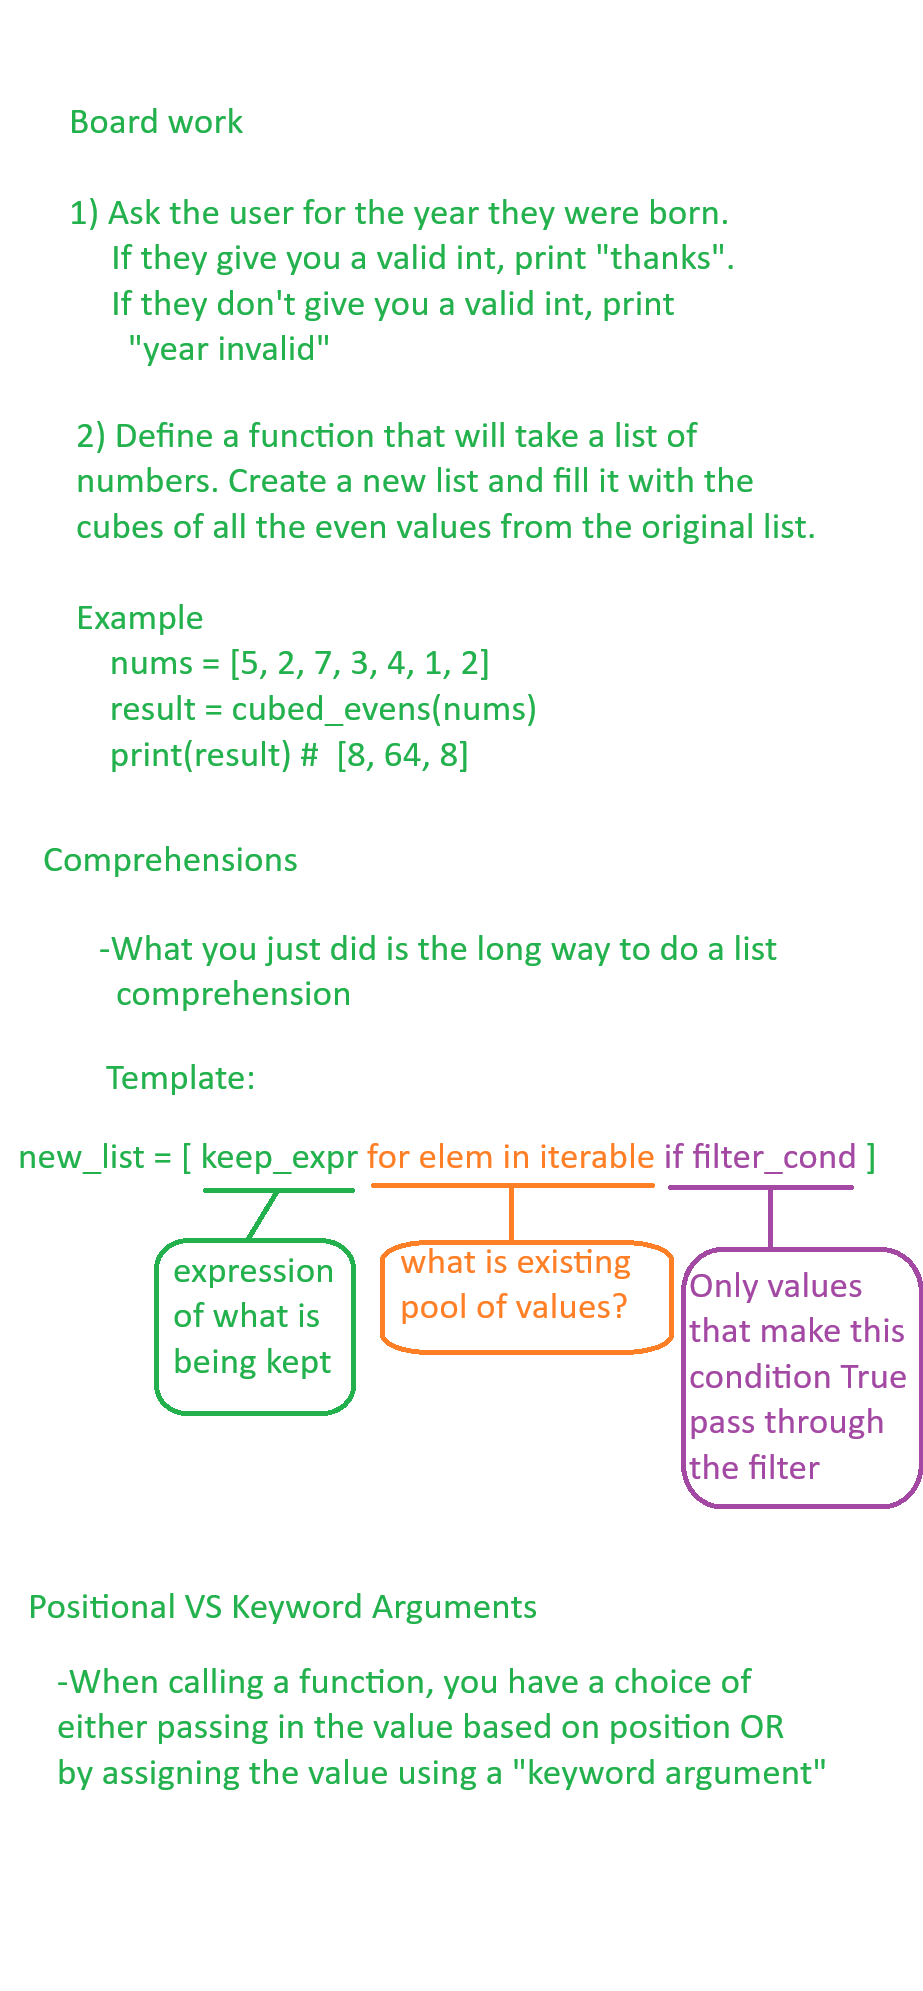 Board work
1) Ask the user for the year they were born.
If they give you a valid int, print "thanks".
If they don't give you a valid int, print
"year invalid"
2) Define a function that will take a list of
numbers. Create a new list and fill it with the
cubes of all the even values from the original list.
Example
nums = [5, 2, 7, 3, 4, 1, 2]
result = cubed_evens(nums)
print(result) #  [8, 64, 8]
Comprehensions
-What you just did is the long way to do a list
comprehension
Template:
new_list = [ keep_expr for elem in iterable if filter_cond ]
expression
of what is
being kept
what is existing
pool of values?
Only values
that make this
condition True
pass through
the filter
Positional VS Keyword Arguments
-When calling a function, you have a choice of
either passing in the value based on position OR
by assigning the value using a "keyword argument"